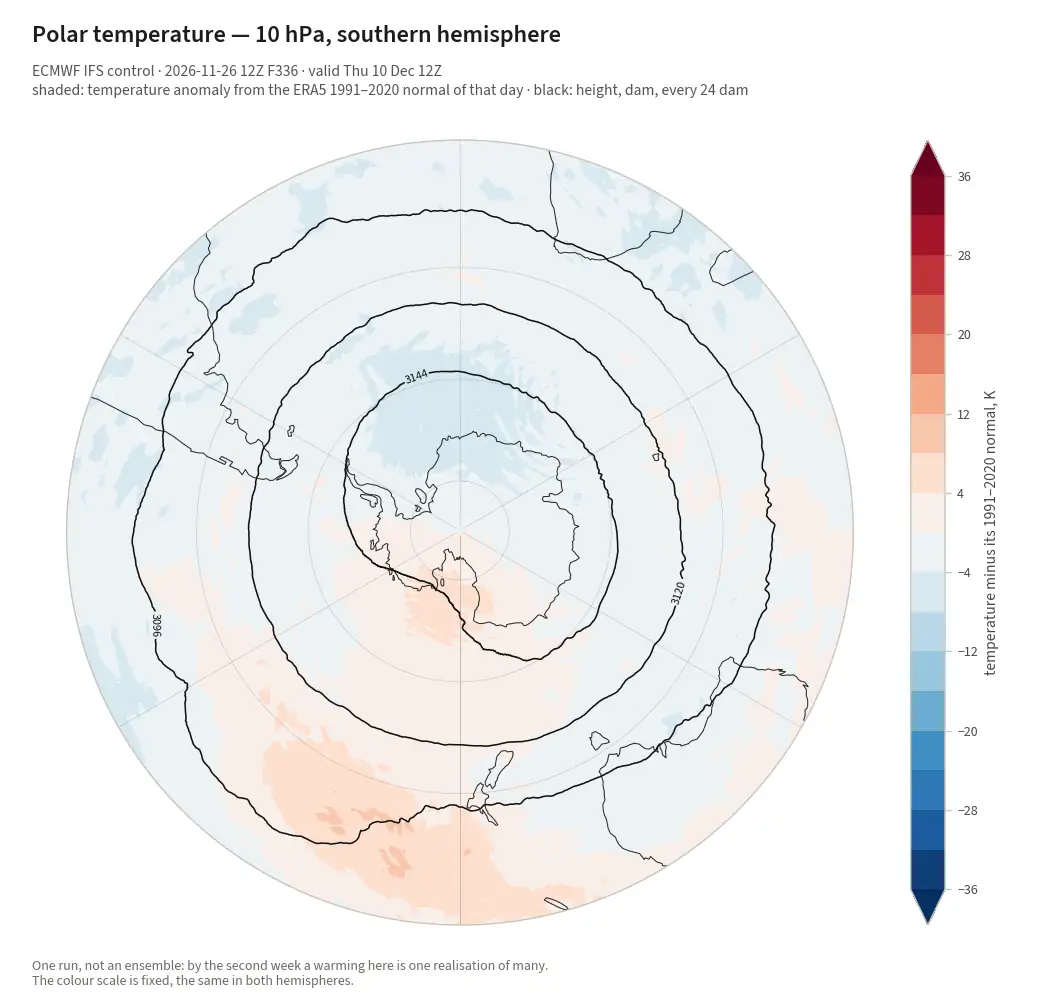 Polar temperature — 10 hPa, southern hemisphere
ECMWF IFS control · 2026-11-26 12Z F336 · valid Thu 10 Dec 12Z
shaded: temperature anomaly from the ERA5 1991–2020 normal of that day · black: height, dam, every 24 dam
3144
3120
3096
36
28
20
12
4
−4
−12
−20
−28
−36
temperature minus its 1991–2020 normal, K
One run, not an ensemble: by the second week a warming here is one realisation of many.
The colour scale is fixed, the same in both hemispheres.